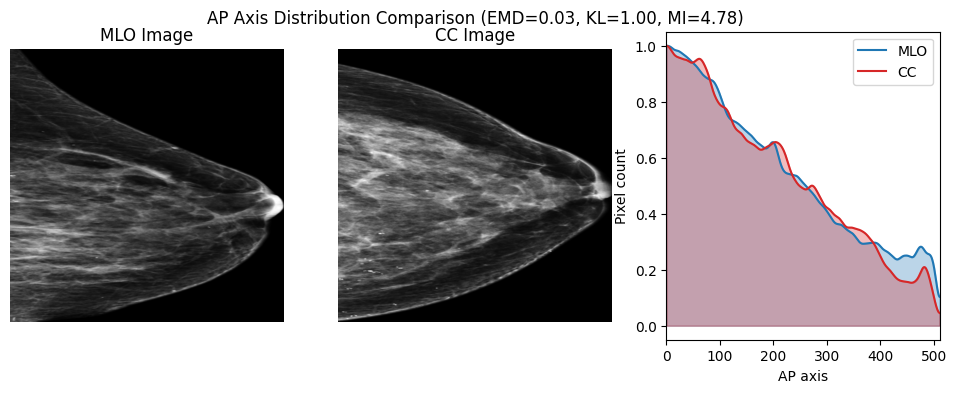 AP Axis Distribution Comparison (EMD=0.03, KL=1.00, MI=4.78)
MLO Image
CC Image
MLO
CC
Pixel count
1.0
0.8
0.6
0.4
0.2
0.0
0 100 200 300 400 500
AP axis